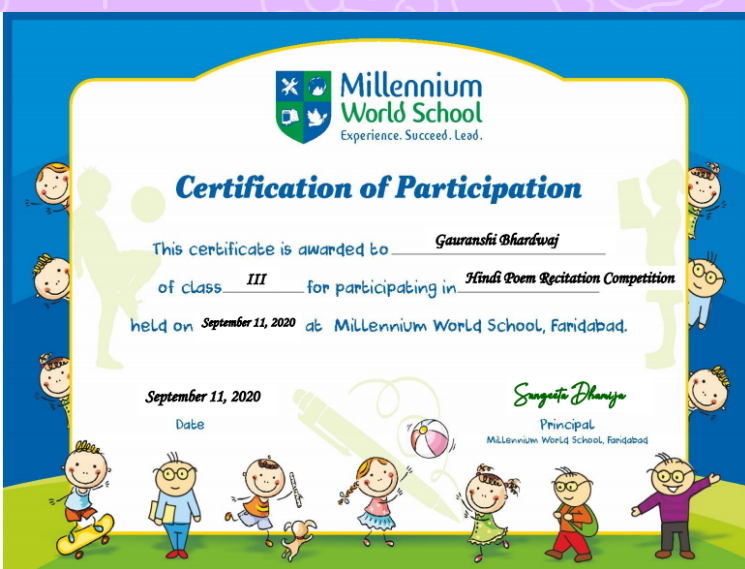 Millennium
World School
Experience. Succeed. Lead.
Certification of Participation
This certificate is awarded to Gauranshi Bhardwaj
of class III for participating in Hindi Poem Recitation Competition
held on September 11, 2020 at Millennium World School, Faridabad.
September 11, 2020
Sangeeta Dhanija
Date
Principal
Millennium World School, Faridabad